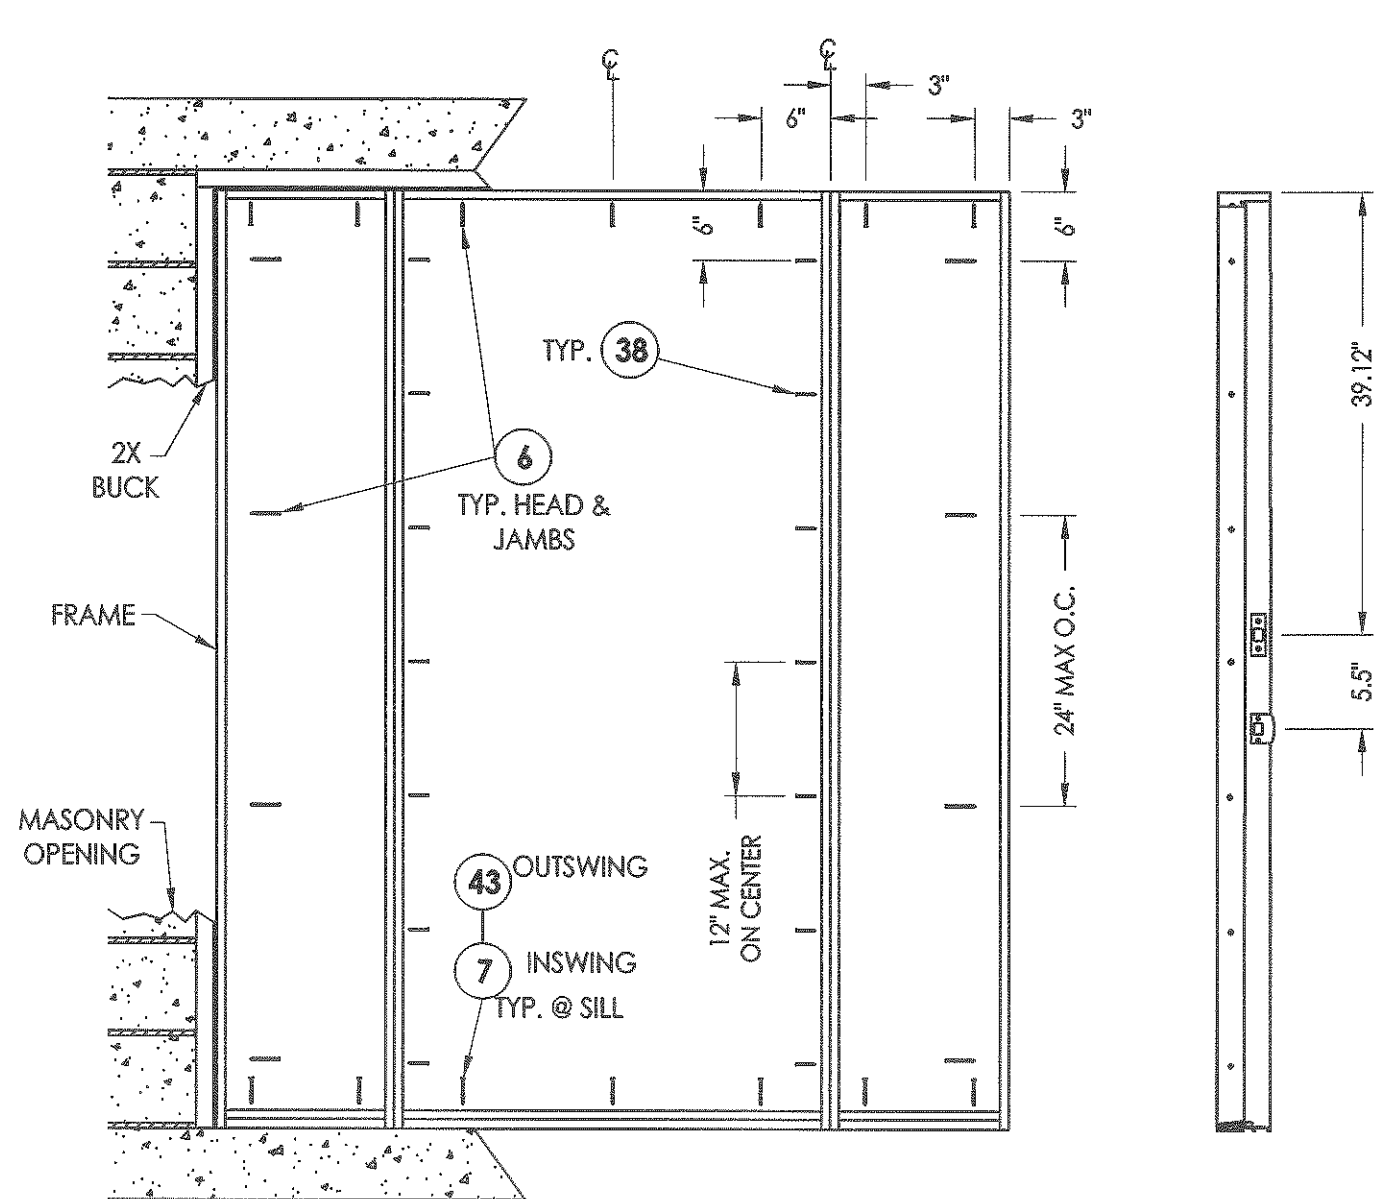 ℄
℄
3"
6"
3"
6"
6"
TYP. 38
39.12"
2X
BUCK
6
TYP. HEAD &
JAMBS
FRAME
24" MAX O.C.
5.5"
MASONRY
OPENING
12" MAX.
ON CENTER
43 OUTSWING
7 INSWING
TYP. @ SILL